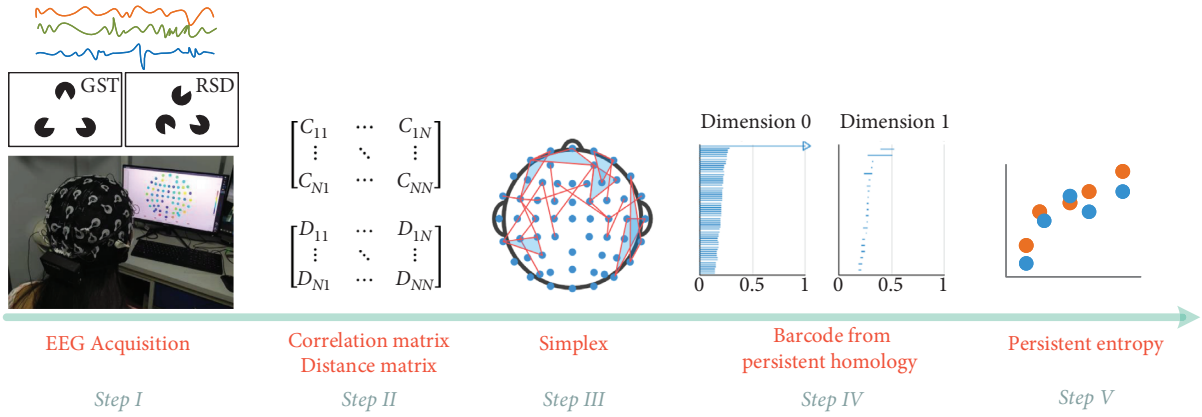 GST
RSD
C11 ⋯ C1N
⋮ ⋱ ⋮
CN1 ⋯ CNN
D11 ⋯ D1N
⋮ ⋱ ⋮
DN1 ⋯ DNN
Dimension 0
Dimension 1
0 0.5 1
0 0.5 1
EEG Acquisition
Correlation matrix
Distance matrix
Simplex
Barcode from
persistent homology
Persistent entropy
Step I
Step II
Step III
Step IV
Step V